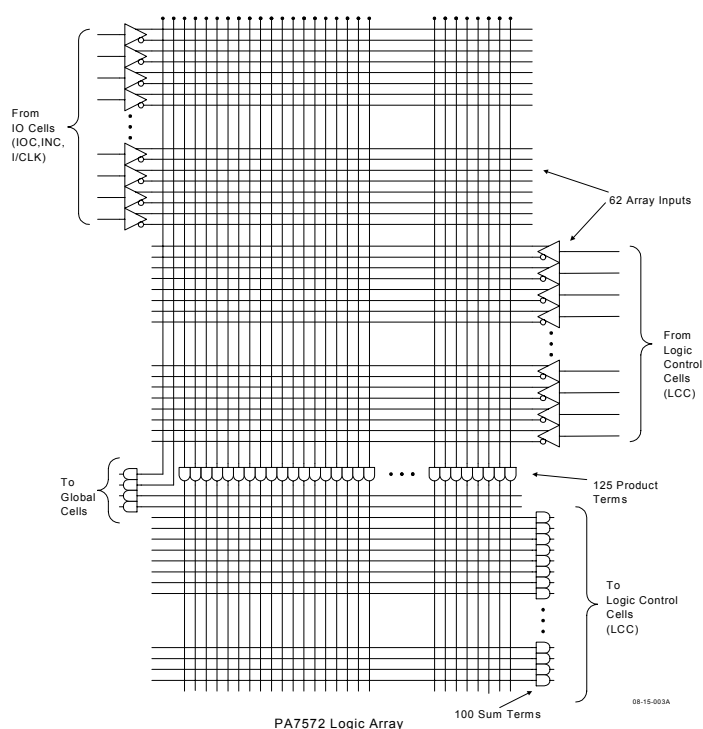 From
IO Cells
(IOC,INC,
I/CLK)
62 Array Inputs
From
Logic
Control
Cells
(LCC)
To
Global
Cells
125 Product
Terms
To
Logic Control
Cells
(LCC)
100 Sum Terms
08-15-003A
PA7572 Logic Array